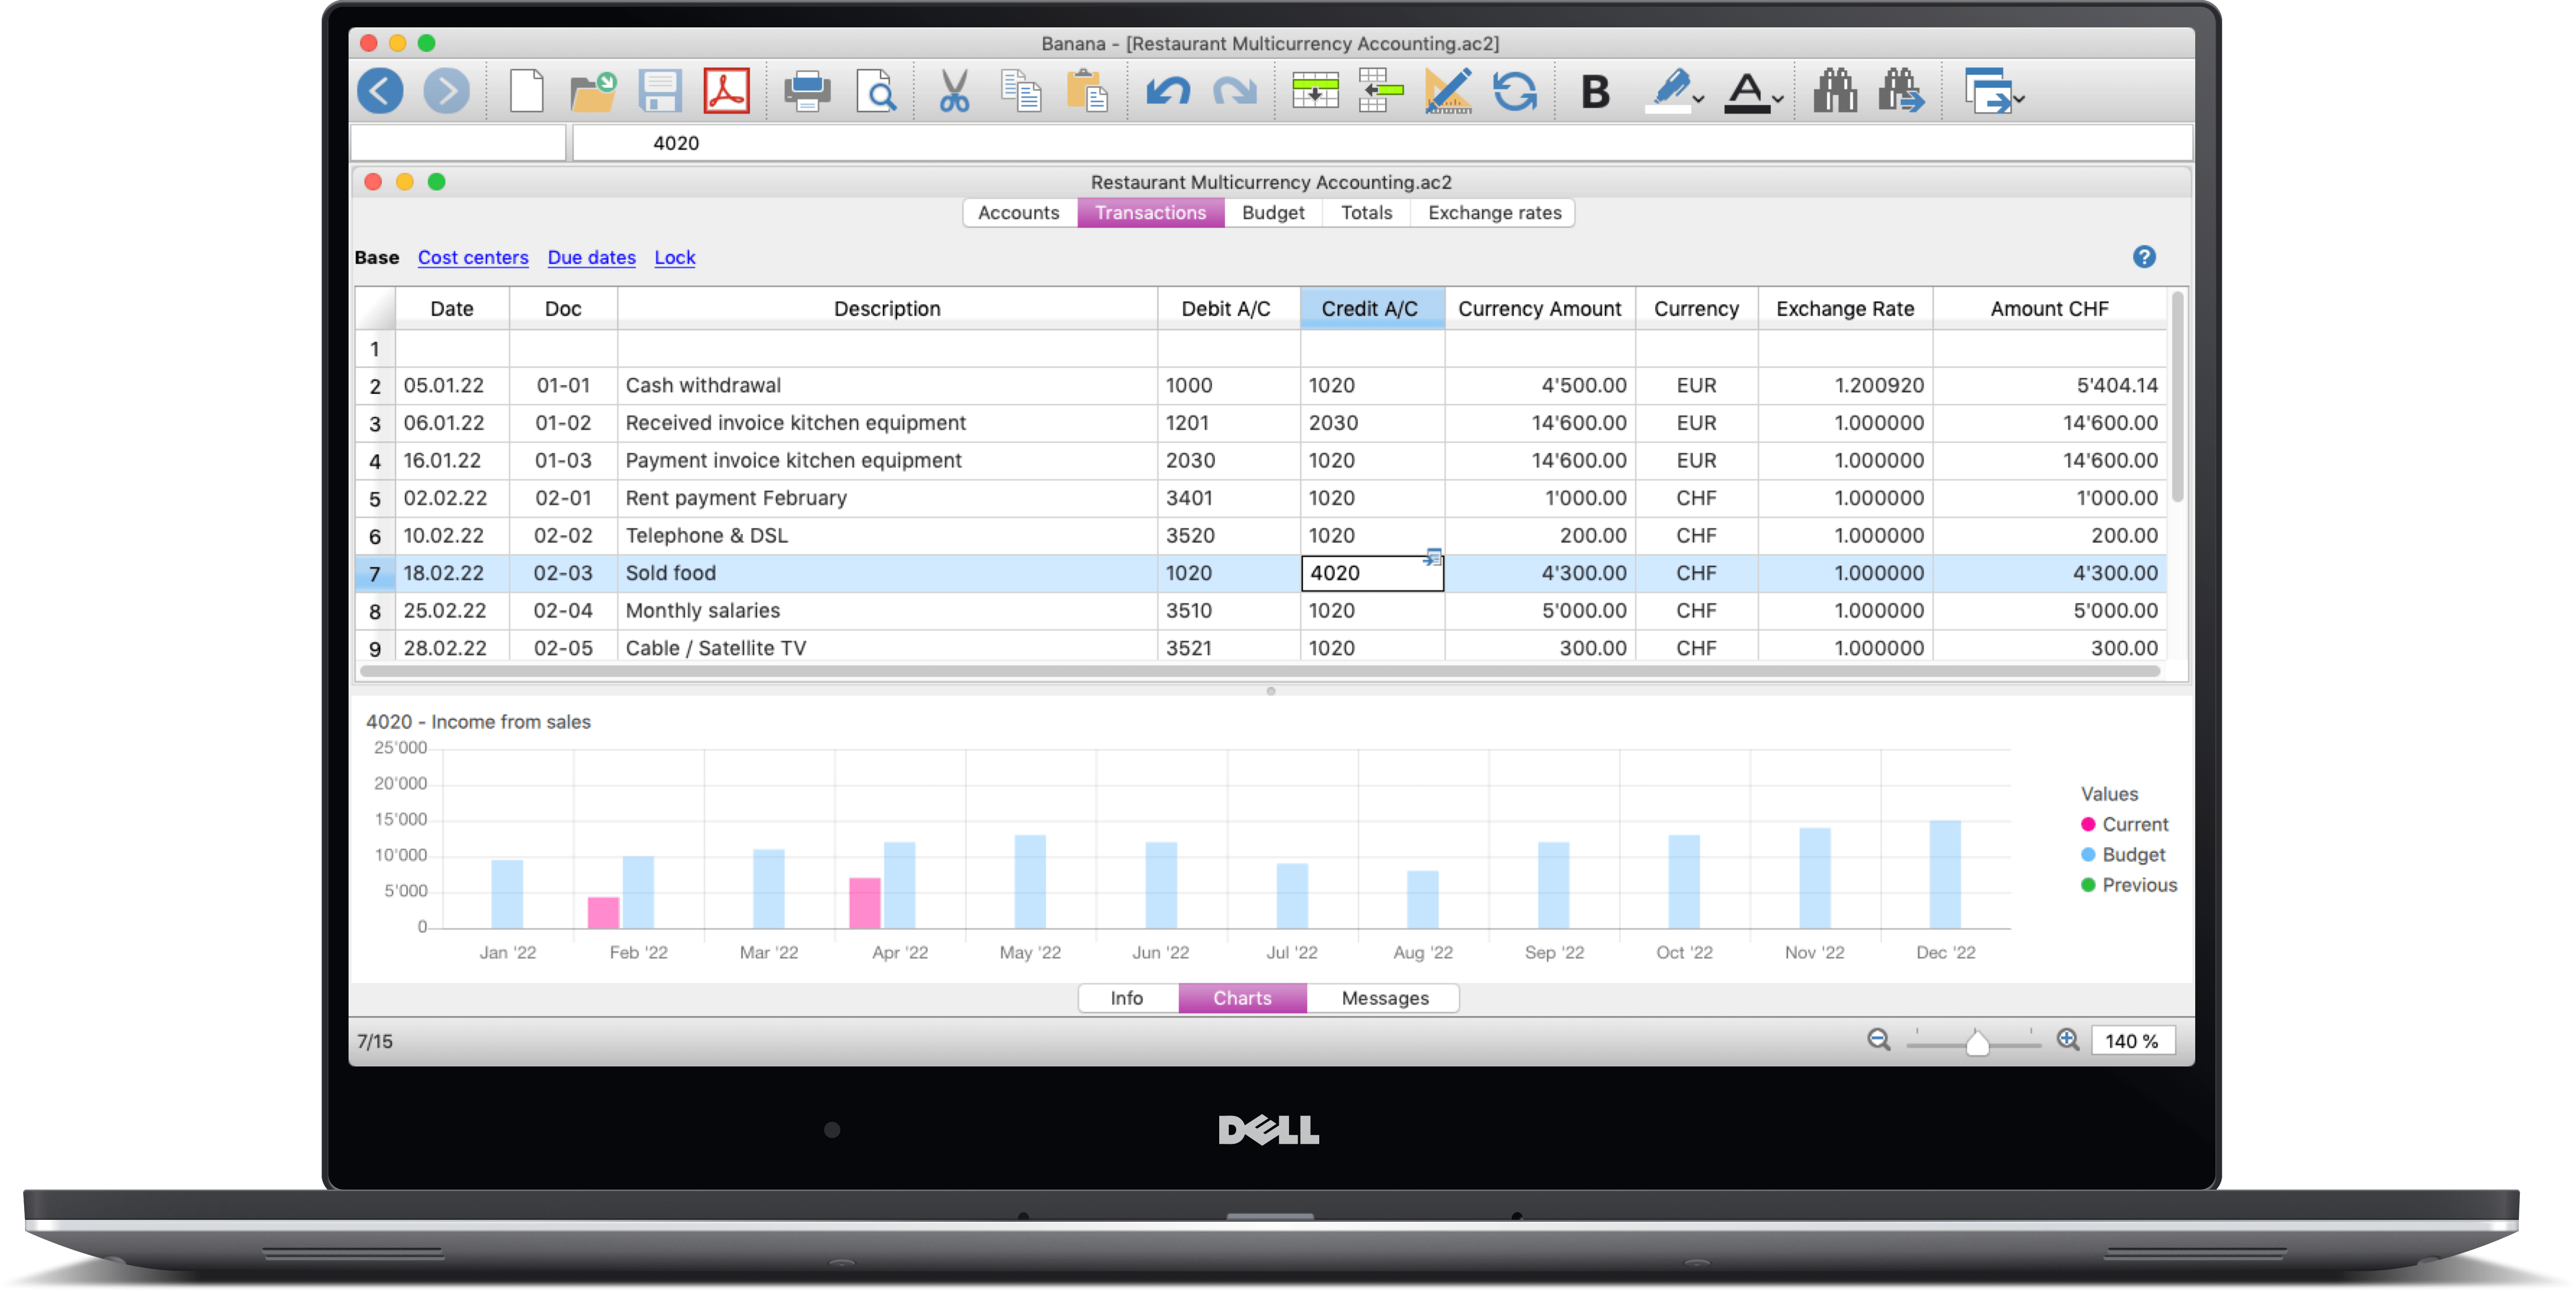 Banana - [Restaurant Multicurrency Accounting.ac2]
B A
4020
Restaurant Multicurrency Accounting.ac2
Accounts Transactions Budget Totals Exchange rates
Base Cost centers Due dates Lock ?
Date Doc Description Debit A/C Credit A/C Currency Amount Currency Exchange Rate Amount CHF
1
2 05.01.22 01-01 Cash withdrawal 1000 1020 4'500.00 EUR 1.200920 5'404.14
3 06.01.22 01-02 Received invoice kitchen equipment 1201 2030 14'600.00 EUR 1.000000 14'600.00
4 16.01.22 01-03 Payment invoice kitchen equipment 2030 1020 14'600.00 EUR 1.000000 14'600.00
5 02.02.22 02-01 Rent payment February 3401 1020 1'000.00 CHF 1.000000 1'000.00
6 10.02.22 02-02 Telephone & DSL 3520 1020 200.00 CHF 1.000000 200.00
7 18.02.22 02-03 Sold food 1020 4020 4'300.00 CHF 1.000000 4'300.00
8 25.02.22 02-04 Monthly salaries 3510 1020 5'000.00 CHF 1.000000 5'000.00
9 28.02.22 02-05 Cable / Satellite TV 3521 1020 300.00 CHF 1.000000 300.00
4020 - Income from sales
25'000
20'000
15'000
10'000
5'000
0
Jan '22 Feb '22 Mar '22 Apr '22 May '22 Jun '22 Jul '22 Aug '22 Sep '22 Oct '22 Nov '22 Dec '22
Values
Current
Budget
Previous
Info Charts Messages
7/15 140 %
DELL